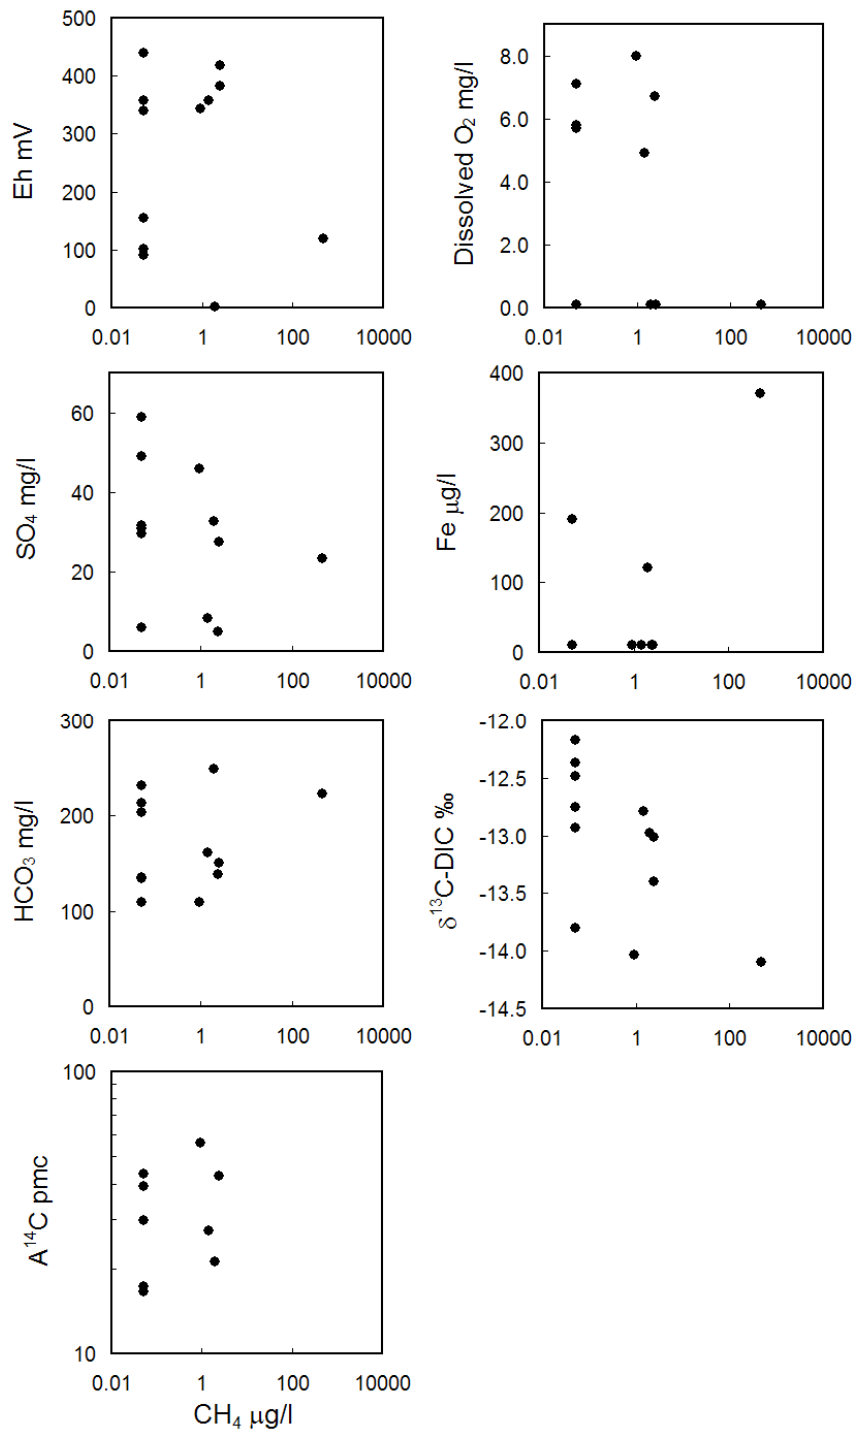 Eh mV
500
400
300
200
100
0
0.01 1 100 10000
Dissolved O₂ mg/l
8.0
6.0
4.0
2.0
0.0
0.01 1 100 10000
SO₄ mg/l
60
40
20
0
0.01 1 100 10000
Fe µg/l
400
300
200
100
0
0.01 1 100 10000
HCO₃ mg/l
300
200
100
0
0.01 1 100 10000
δ¹³C-DIC ‰
-12.0
-12.5
-13.0
-13.5
-14.0
-14.5
0.01 1 100 10000
A¹⁴C pmc
100
10
0.01 1 100 10000
CH₄ µg/l